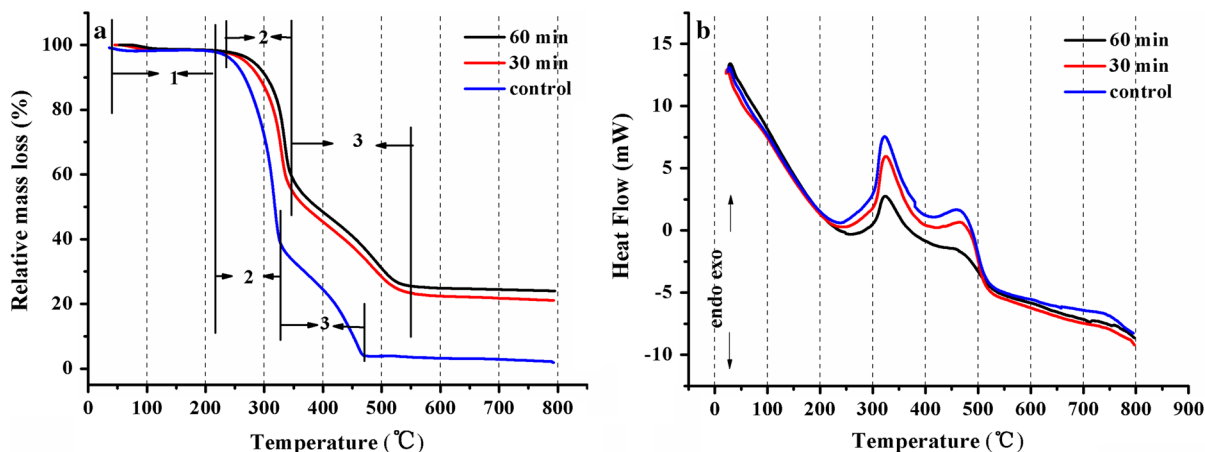 a
2
60 min
30 min
control
1
3
2
3
100
80
60
40
20
0
Relative mass loss (%)
0 100 200 300 400 500 600 700 800
Temperature (℃)
b
60 min
30 min
control
15
10
5
0
-5
-10
Heat Flow (mW)
endo exo
0 100 200 300 400 500 600 700 800 900
Temperature (℃)